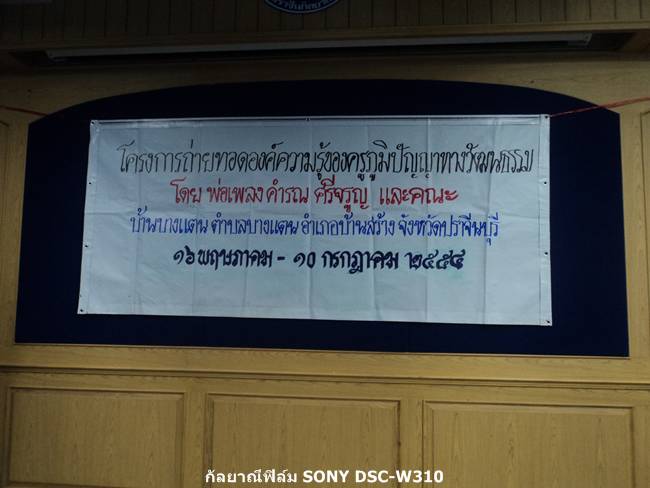 โครงการถ่ายทอดองค์ความรู้ของครูภูมิปัญญาทางวัฒนธรรม
โดย พ่อเพลง คำรณ ศรีจรูญ และคณะ
บ้านบางแตน ตำบลบางแตน อำเภอบ้านสร้าง จังหวัดปราจีนบุรี
๑๖ พฤษภาคม - ๑๐ กรกฎาคม ๒๕๕๔
กัลยาณีฟิล์ม SONY DSC-W310